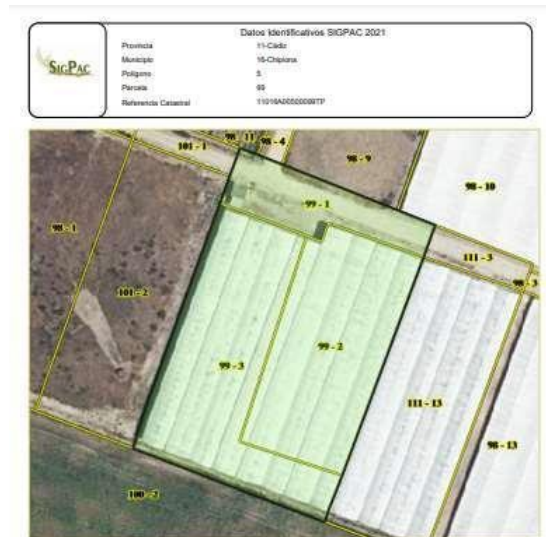 Datos Identificativos SIGPAC 2021
SIGPAC
Provincia 11-Cádiz
Municipio 16-Chipiona
Polígono 5
Parcela 99
Referencia Catastral
101 - 1
98 - 4
98 - 9
98 - 10
99 - 1
98 - 1
111 - 3
98 - 3
101 - 2
99 - 2
99 - 3
111 - 13
98 - 13
100 - 2